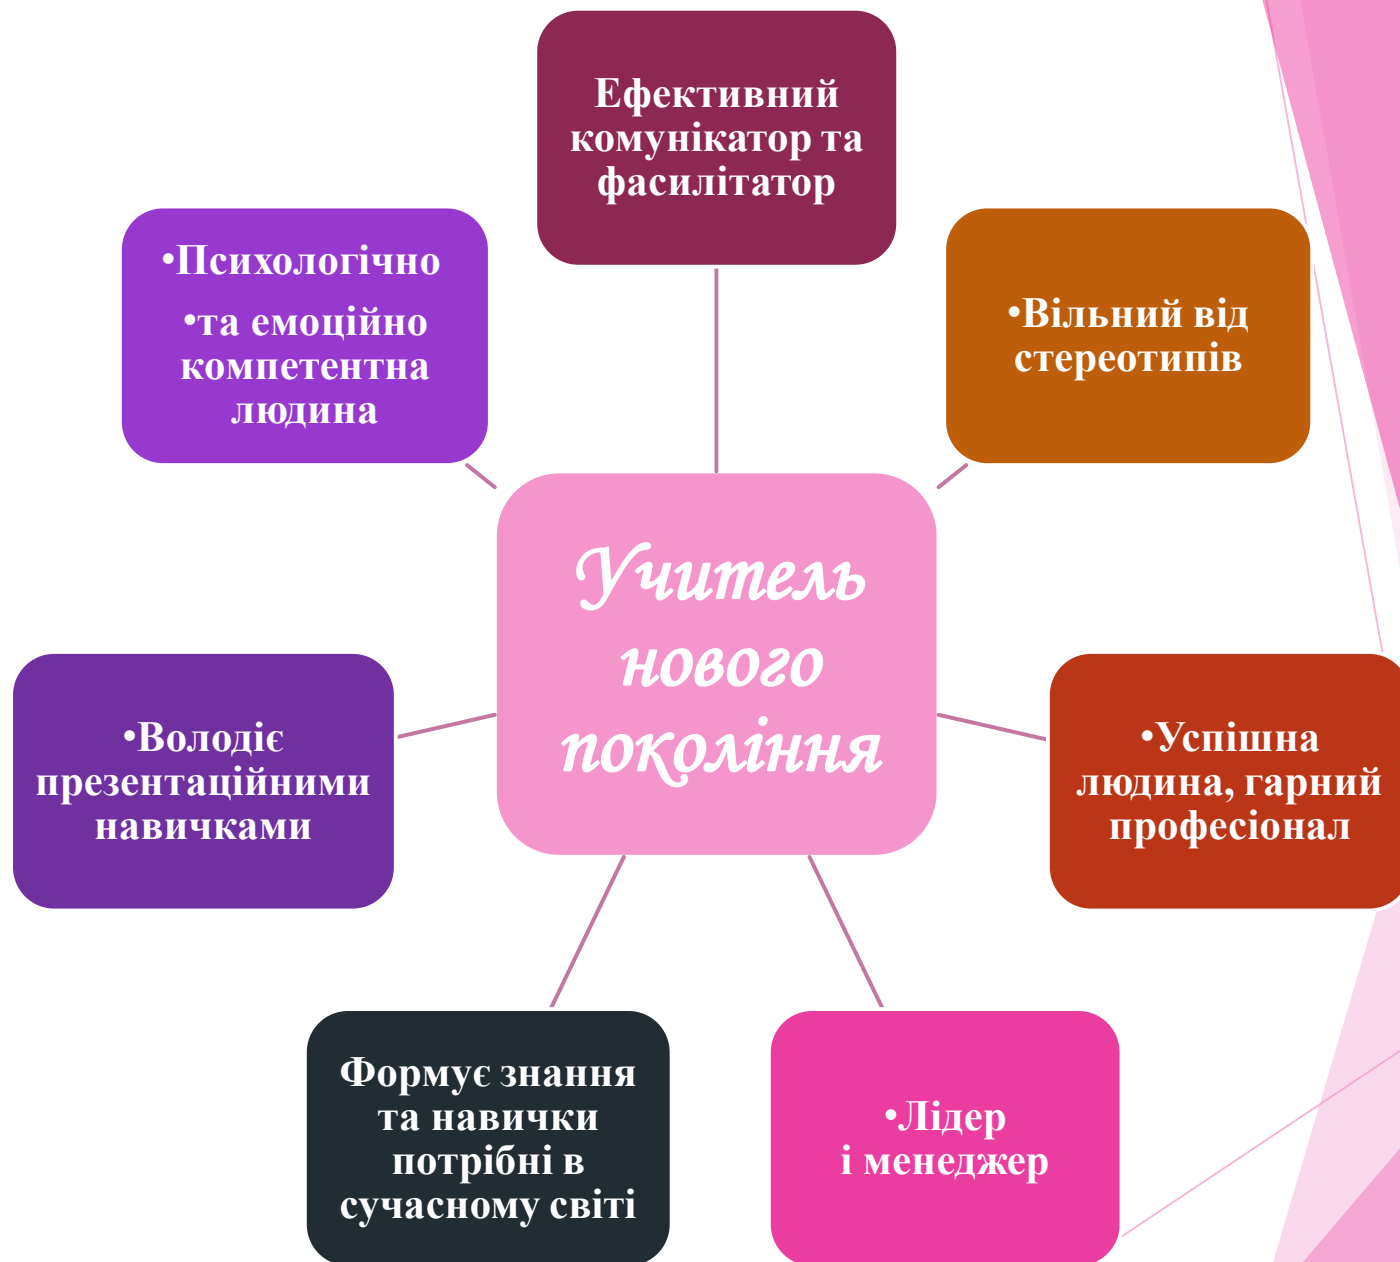 Ефективний
комунікатор та
фасилітатор
•Психологічно
•та емоційно
компетентна
людина
•Вільний від
стереотипів
Учитель
нового
покоління
•Володіє
презентаційними
навичками
•Успішна
людина, гарний
професіонал
Формує знання
та навички
потрібні в
сучасному світі
•Лідер
і менеджер